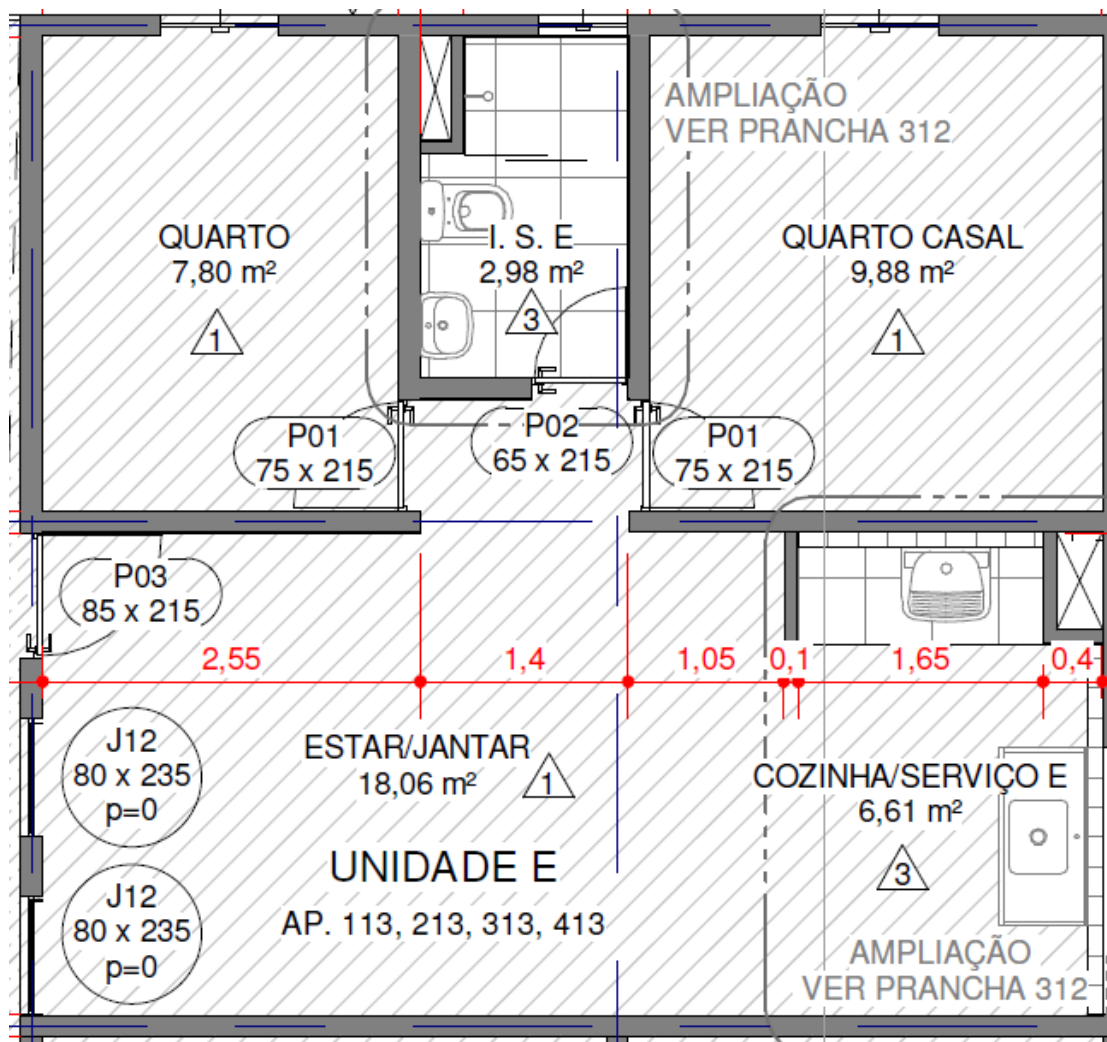 AMPLIAÇÃO
VER PRANCHA 312
QUARTO
7,80 m²
1
I. S. E
2,98 m²
3
QUARTO CASAL
9,88 m²
1
P01
75 x 215
P02
65 x 215
P01
75 x 215
P03
85 x 215
2,55
1,4
1,05
0,1
1,65
0,4
J12
80 x 235
p=0
ESTAR/JANTAR
18,06 m²
1
COZINHA/SERVIÇO E
6,61 m²
3
UNIDADE E
AP. 113, 213, 313, 413
J12
80 x 235
p=0
AMPLIAÇÃO
VER PRANCHA 312